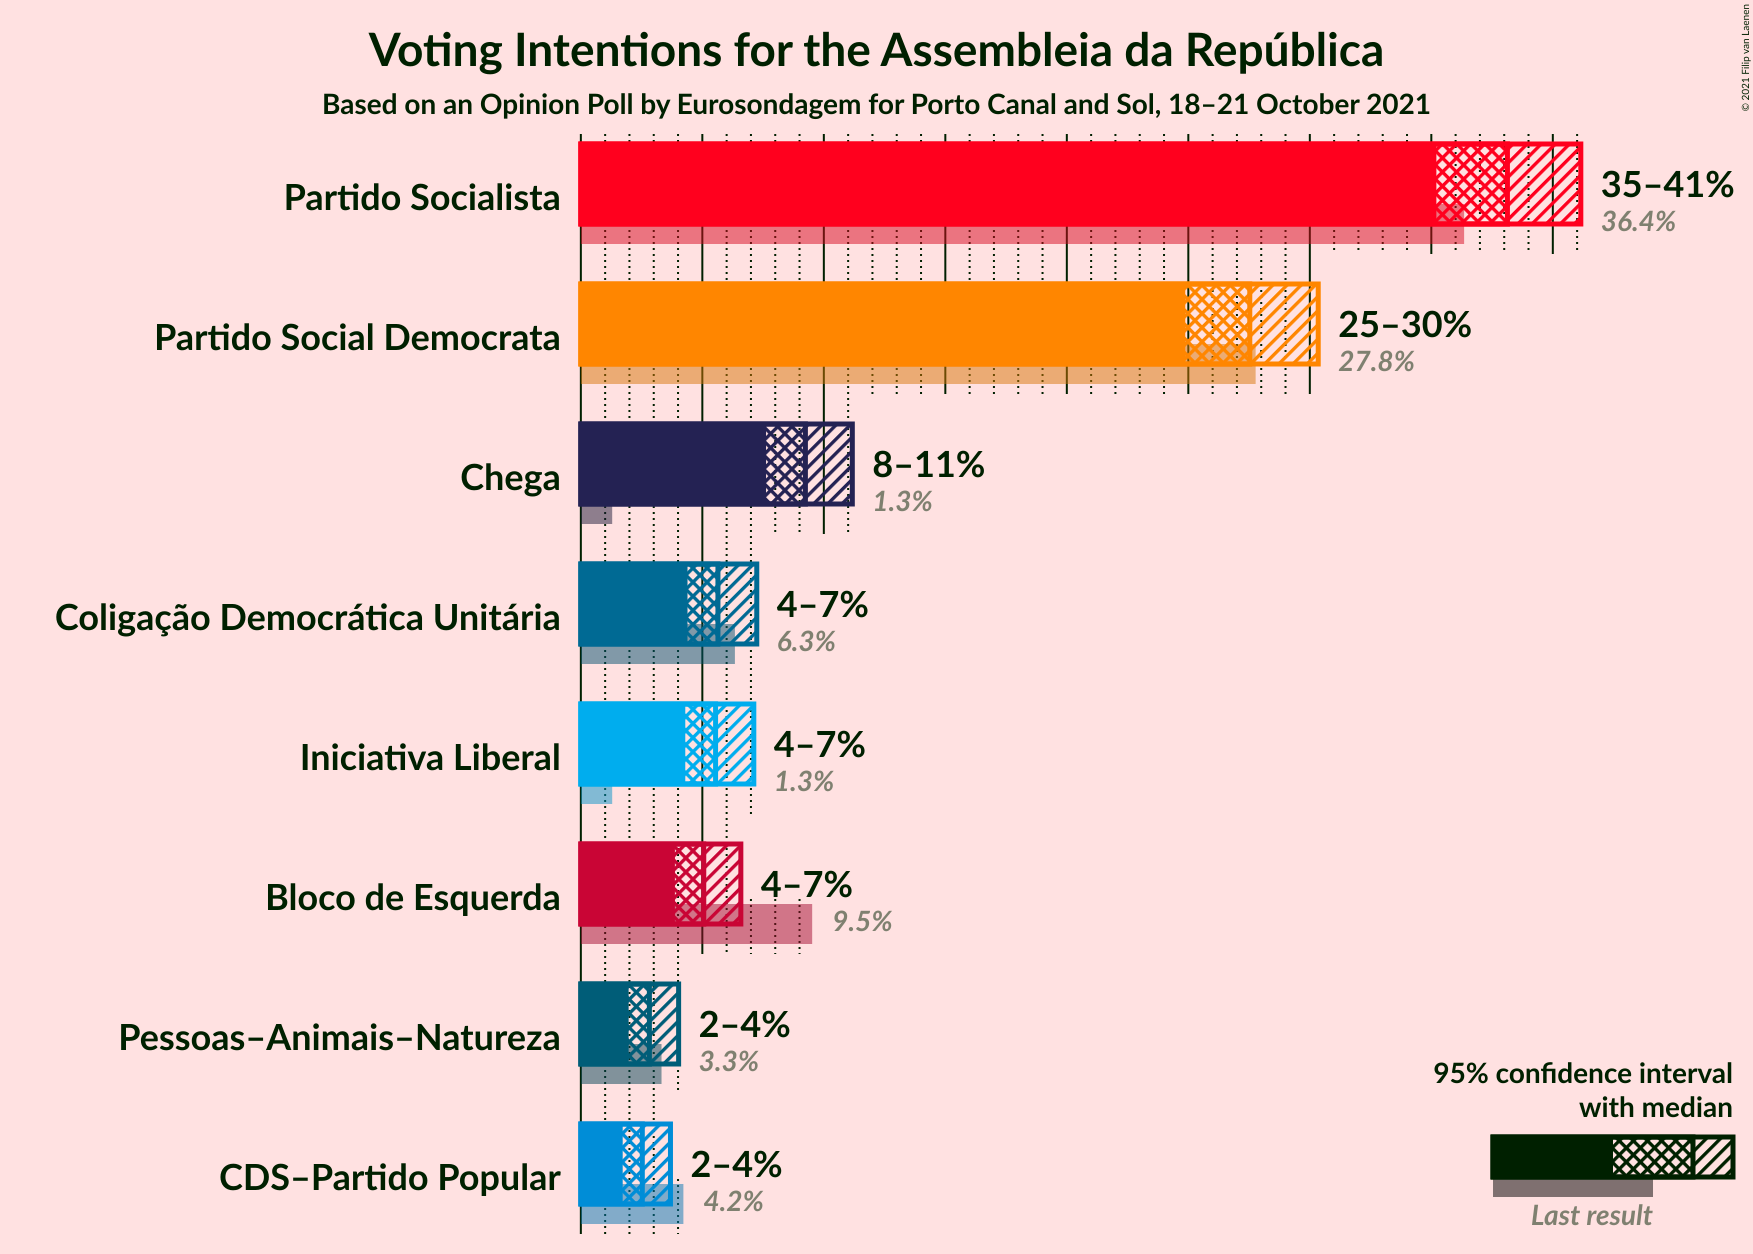 Voting Intentions for the Assembleia da República
Based on an Opinion Poll by Eurosondagem for Porto Canal and Sol, 18–21 October 2021
© 2021 Filip van Laenen
Partido Socialista
35–41%
36.4%
Partido Social Democrata
25–30%
27.8%
Chega
8–11%
1.3%
Coligação Democrática Unitária
4–7%
6.3%
Iniciativa Liberal
4–7%
1.3%
Bloco de Esquerda
4–7%
9.5%
Pessoas–Animais–Natureza
2–4%
3.3%
CDS–Partido Popular
2–4%
4.2%
95% confidence interval
with median
Last result